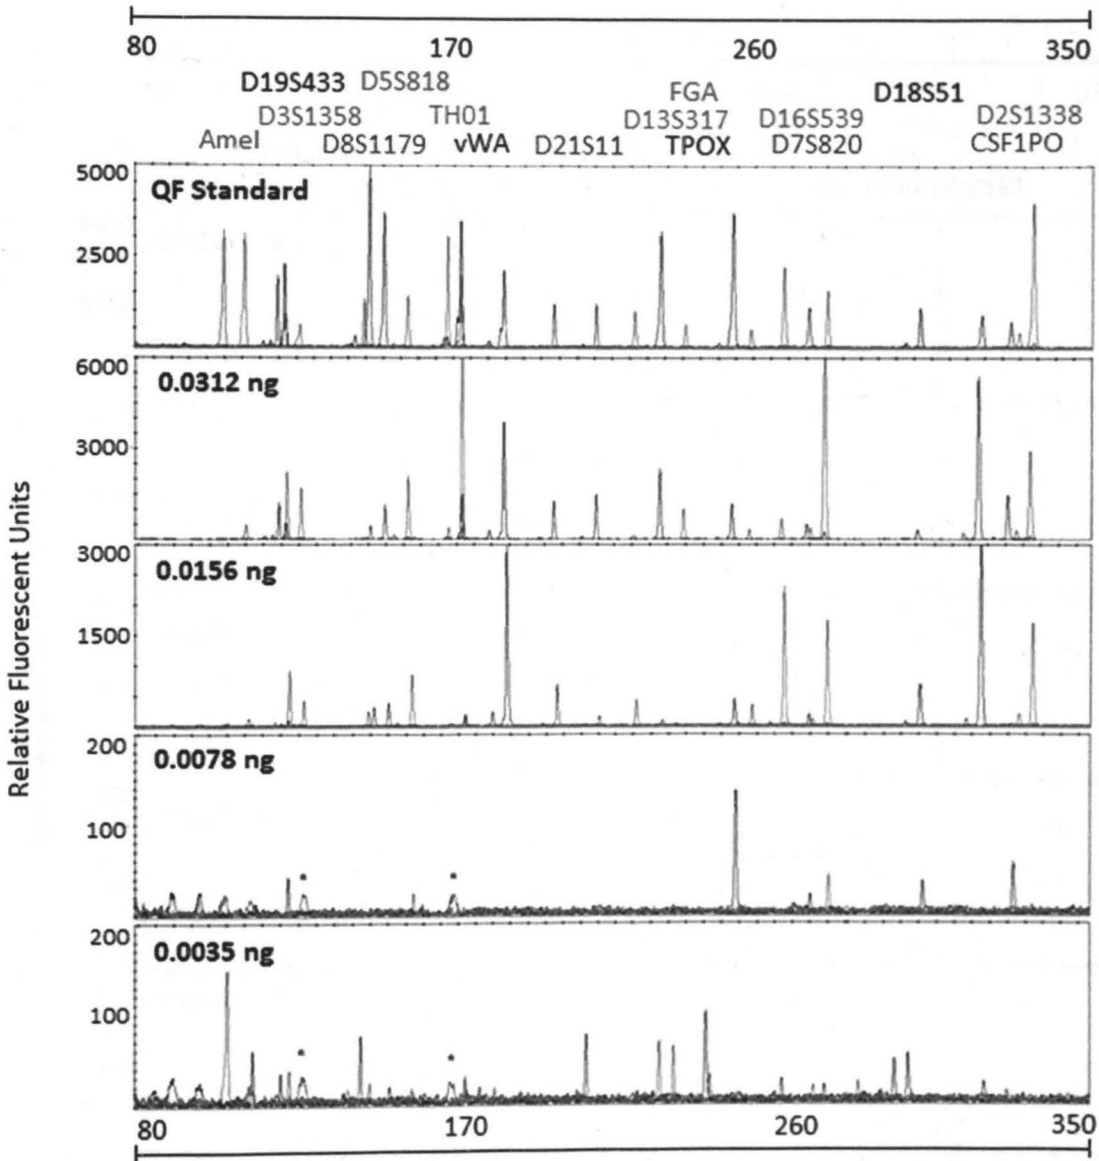 80 170 260 350
D19S433 D5S818 FGA D18S51
D3S1358 TH01 D13S317 D16S539 D2S1338
Amel D8S1179 vWA D21S11 TPOX D7S820 CSF1PO
5000
QF Standard
2500
6000
0.0312 ng
3000
3000
0.0156 ng
1500
Relative Fluorescent Units
200
0.0078 ng
100
200
0.0035 ng
100
80 170 260 350